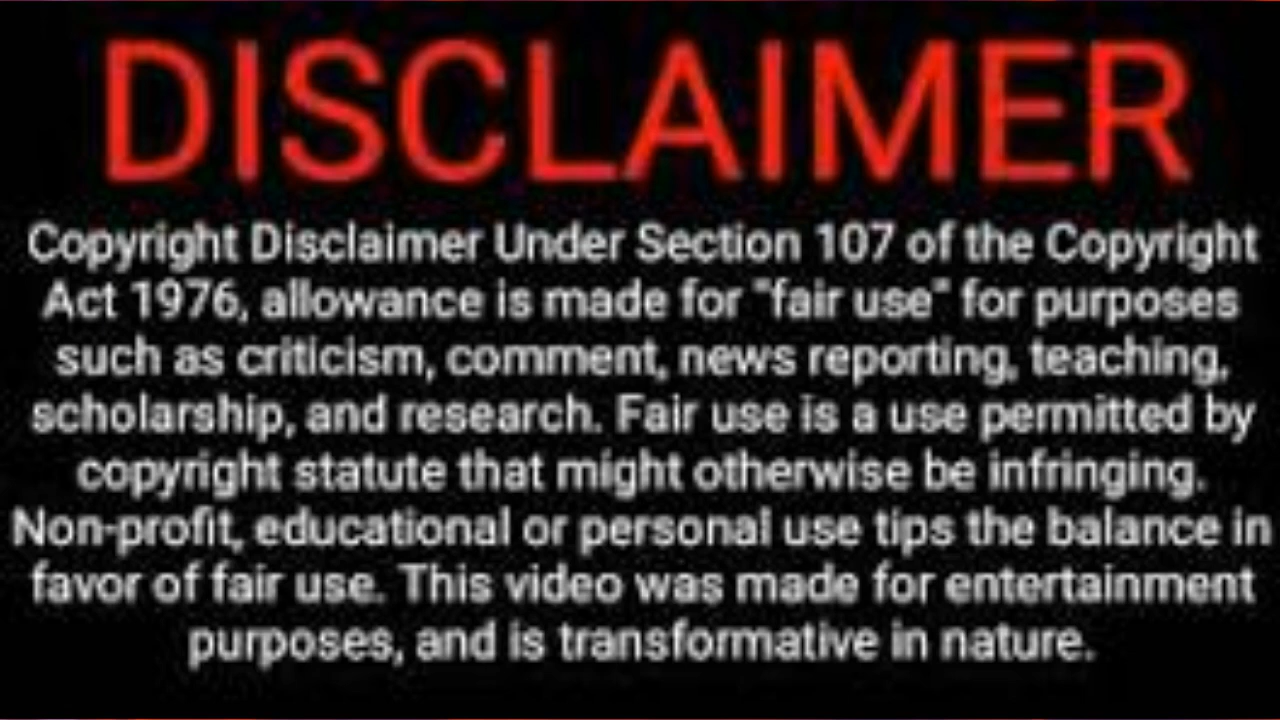 DISCLAIMER
Copyright Disclaimer Under Section 107 of the Copyright
Act 1976, allowance is made for "fair use" for purposes
such as criticism, comment, news reporting, teaching,
scholarship, and research. Fair use is a use permitted by
copyright statute that might otherwise be infringing.
Non-profit, educational or personal use tips the balance in
favor of fair use. This video was made for entertainment
purposes, and is transformative in nature.